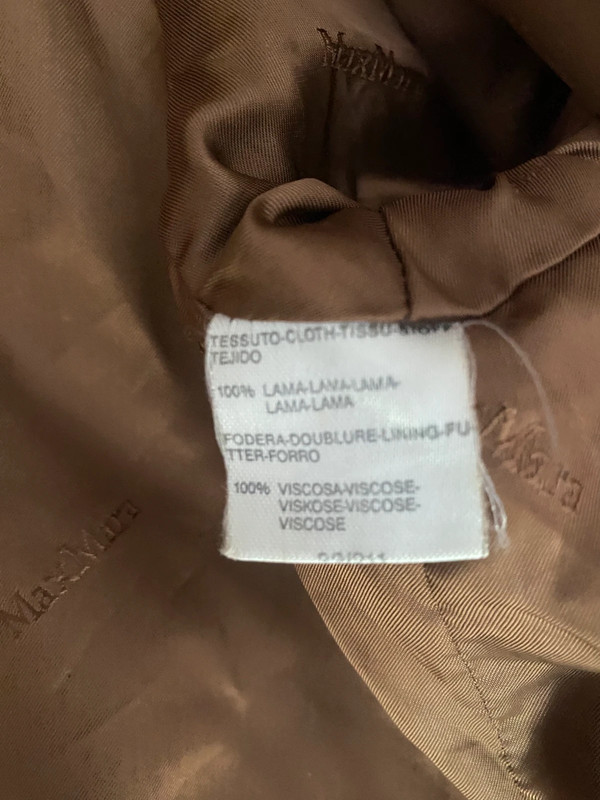 MaxMara
TESSUTO-CLOTH-TISSU-STOFF
TEJIDO
100% LAMA-LAMA-LAMA-
LAMA-LAMA
FODERA-DOUBLURE-LINING-FU-
TTER-FORRO
100% VISCOSA-VISCOSE-
VISKOSE-VISCOSE-
VISCOSE
MaxMara
MaxMara